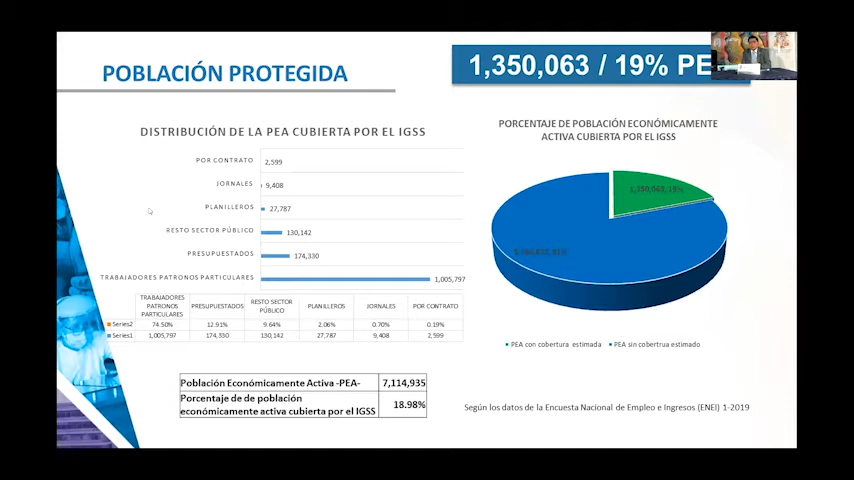 POBLACIÓN PROTEGIDA
1,350,063 / 19% PE
DISTRIBUCIÓN DE LA PEA CUBIERTA POR EL IGSS
POR CONTRATO 2,599
JORNALES 9,408
PLANILLEROS 27,787
RESTO SECTOR PÚBLICO 130,142
PRESUPUESTADOS 174,330
TRABAJADORES PATRONOS PARTICULARES 1,005,797
TRABAJADORES PATRONOS PARTICULARES PRESUPUESTADOS RESTO SECTOR PÚBLICO PLANILLEROS JORNALES POR CONTRATO
Series2 74.50% 12.91% 9.64% 2.06% 0.70% 0.19%
Series1 1,005,797 174,330 130,142 27,787 9,408 2,599
Población Económicamente Activa -PEA- 7,114,935
Porcentaje de de población
económicamente activa cubierta por el IGSS 18.98%
PORCENTAJE DE POBLACIÓN ECONÓMICAMENTE
ACTIVA CUBIERTA POR EL IGSS
1,350,063, 19%
PEA con cobertura estimada PEA sin cobertrua estimado
Según los datos de la Encuesta Nacional de Empleo e Ingresos (ENEI) 1-2019